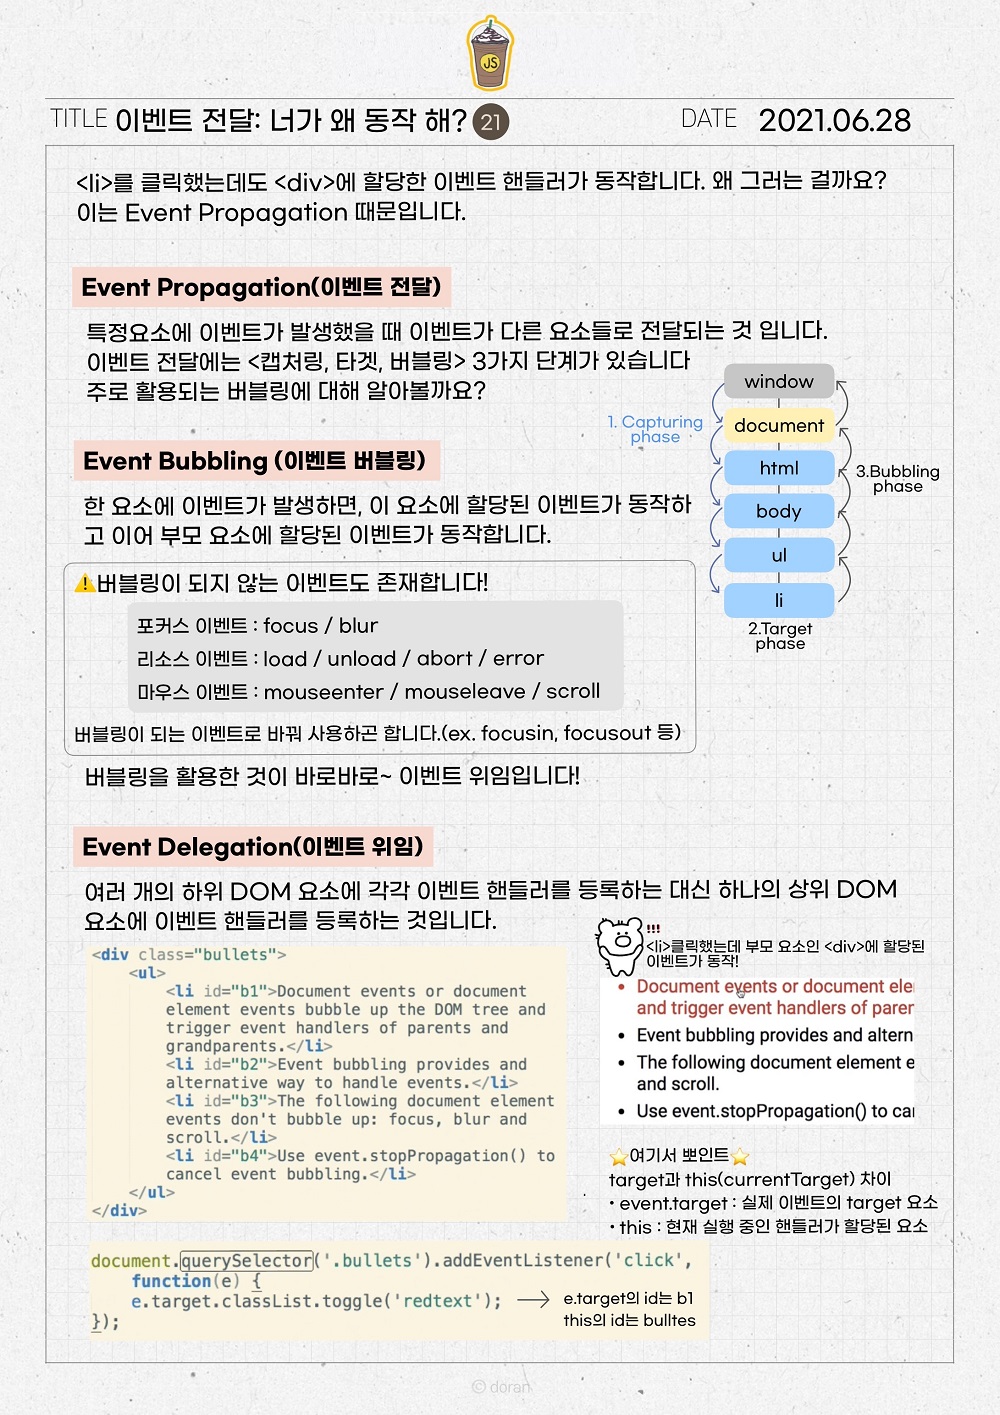 JS
TITLE 이벤트 전달: 너가 왜 동작 해? 21
DATE 2021.06.28
<li>를 클릭했는데도 <div>에 할당한 이벤트 핸들러가 동작합니다. 왜 그러는 걸까요?
이는 Event Propagation 때문입니다.
Event Propagation(이벤트 전달)
특정요소에 이벤트가 발생했을 때 이벤트가 다른 요소들로 전달되는 것 입니다.
이벤트 전달에는 <캡처링, 타겟, 버블링> 3가지 단계가 있습니다
주로 활용되는 버블링에 대해 알아볼까요?
window
document
html
body
ul
li
1. Capturing
phase
3.Bubbling
phase
2.Target
phase
Event Bubbling (이벤트 버블링)
한 요소에 이벤트가 발생하면, 이 요소에 할당된 이벤트가 동작하
고 이어 부모 요소에 할당된 이벤트가 동작합니다.
⚠️버블링이 되지 않는 이벤트도 존재합니다!
포커스 이벤트 : focus / blur
리소스 이벤트 : load / unload / abort / error
마우스 이벤트 : mouseenter / mouseleave / scroll
버블링이 되는 이벤트로 바꿔 사용하곤 합니다.(ex. focusin, focusout 등)
버블링을 활용한 것이 바로바로~ 이벤트 위임입니다!
Event Delegation(이벤트 위임)
여러 개의 하위 DOM 요소에 각각 이벤트 핸들러를 등록하는 대신 하나의 상위 DOM
요소에 이벤트 핸들러를 등록하는 것입니다.
<div class="bullets">
<ul>
<li id="b1">Document events or document
element events bubble up the DOM tree and
trigger event handlers of parents and
grandparents.</li>
<li id="b2">Event bubbling provides and
alternative way to handle events.</li>
<li id="b3">The following document element
events don't bubble up: focus, blur and
scroll.</li>
<li id="b4">Use event.stopPropagation() to
cancel event bubbling.</li>
</ul>
</div>
!!!
<li>클릭했는데 부모 요소인 <div>에 할당된
이벤트가 동작!
• Document events or document ele
and trigger event handlers of paren
• Event bubbling provides and altern
• The following document element e
and scroll.
• Use event.stopPropagation() to car
⭐여기서 뽀인트⭐
target과 this(currentTarget) 차이
• event.target : 실제 이벤트의 target 요소
• this : 현재 실행 중인 핸들러가 할당된 요소
document.querySelector('.bullets').addEventListener('click',
function(e) {
e.target.classList.toggle('redtext');
});
e.target의 id는 b1
this의 id는 bulltes
© doran